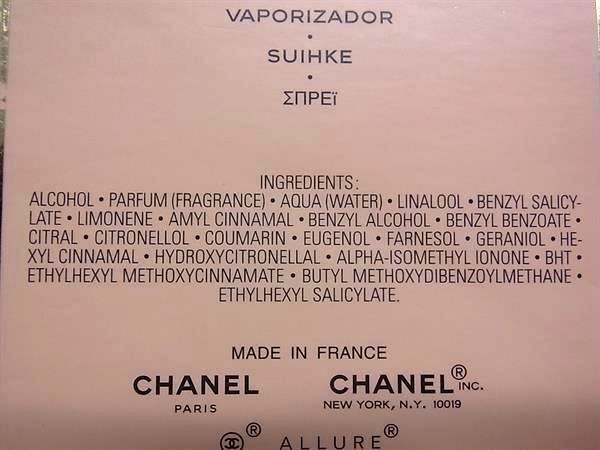 VAPORIZADOR
•
SUIHKE
•
ΣΠΡΕϊ
INGREDIENTS:
ALCOHOL • PARFUM (FRAGRANCE) • AQUA (WATER) • LINALOOL • BENZYL SALICY-
LATE • LIMONENE • AMYL CINNAMAL • BENZYL ALCOHOL • BENZYL BENZOATE •
CITRAL • CITRONELLOL • COUMARIN • EUGENOL • FARNESOL • GERANIOL • HE-
XYL CINNAMAL • HYDROXYCITRONELLAL • ALPHA-ISOMETHYL IONONE • BHT •
ETHYLHEXYL METHOXYCINNAMATE • BUTYL METHOXYDIBENZOYLMETHANE •
ETHYLHEXYL SALICYLATE.
MADE IN FRANCE
CHANEL CHANEL® INC.
PARIS NEW YORK, N.Y. 10019
® ALLURE®